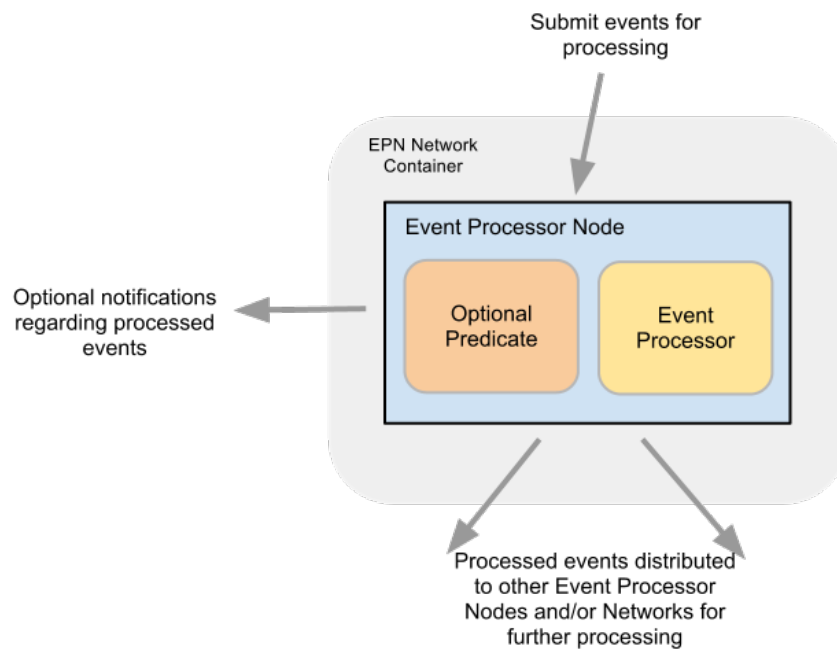 Submit events for
processing
EPN Network
Container
Event Processor Node
Optional
Predicate
Event
Processor
Optional notifications
regarding processed
events
Processed events distributed
to other Event Processor
Nodes and/or Networks for
further processing